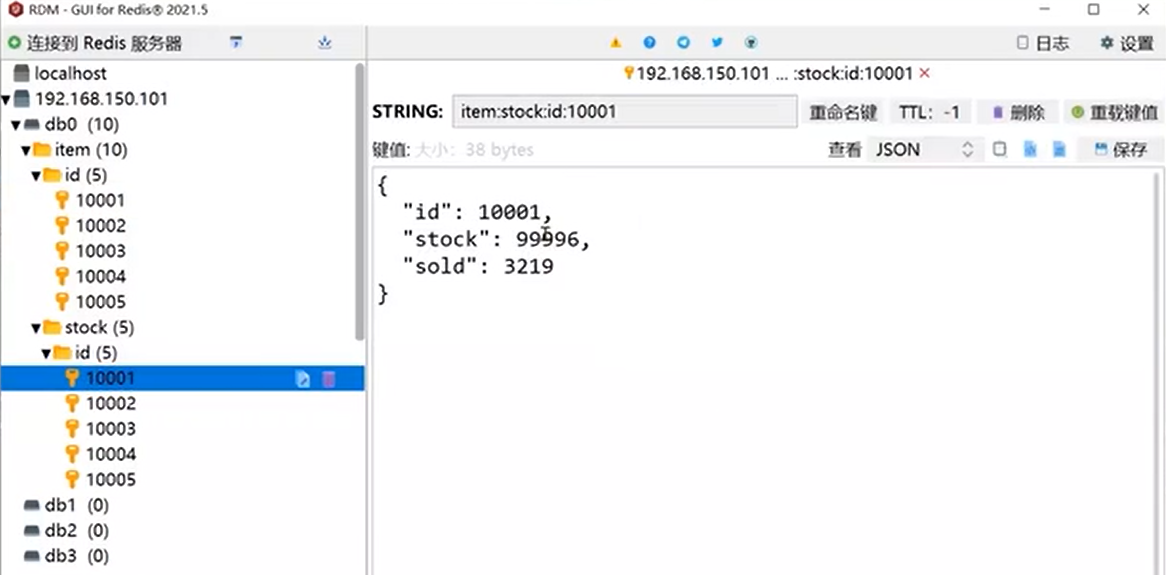 RDM - GUI for Redis® 2021.5
连接到 Redis 服务器
日志
设置
localhost
192.168.150.101
db0 (10)
item (10)
id (5)
10001
10002
10003
10004
10005
stock (5)
id (5)
10001
10002
10003
10004
10005
db1 (0)
db2 (0)
db3 (0)
192.168.150.101 ... :stock:id:10001
STRING: item:stock:id:10001 重命名键 TTL: -1 删除 重载键值
键值: 大小: 38 bytes 查看 JSON 保存
{
"id": 10001,
"stock": 99996,
"sold": 3219
}